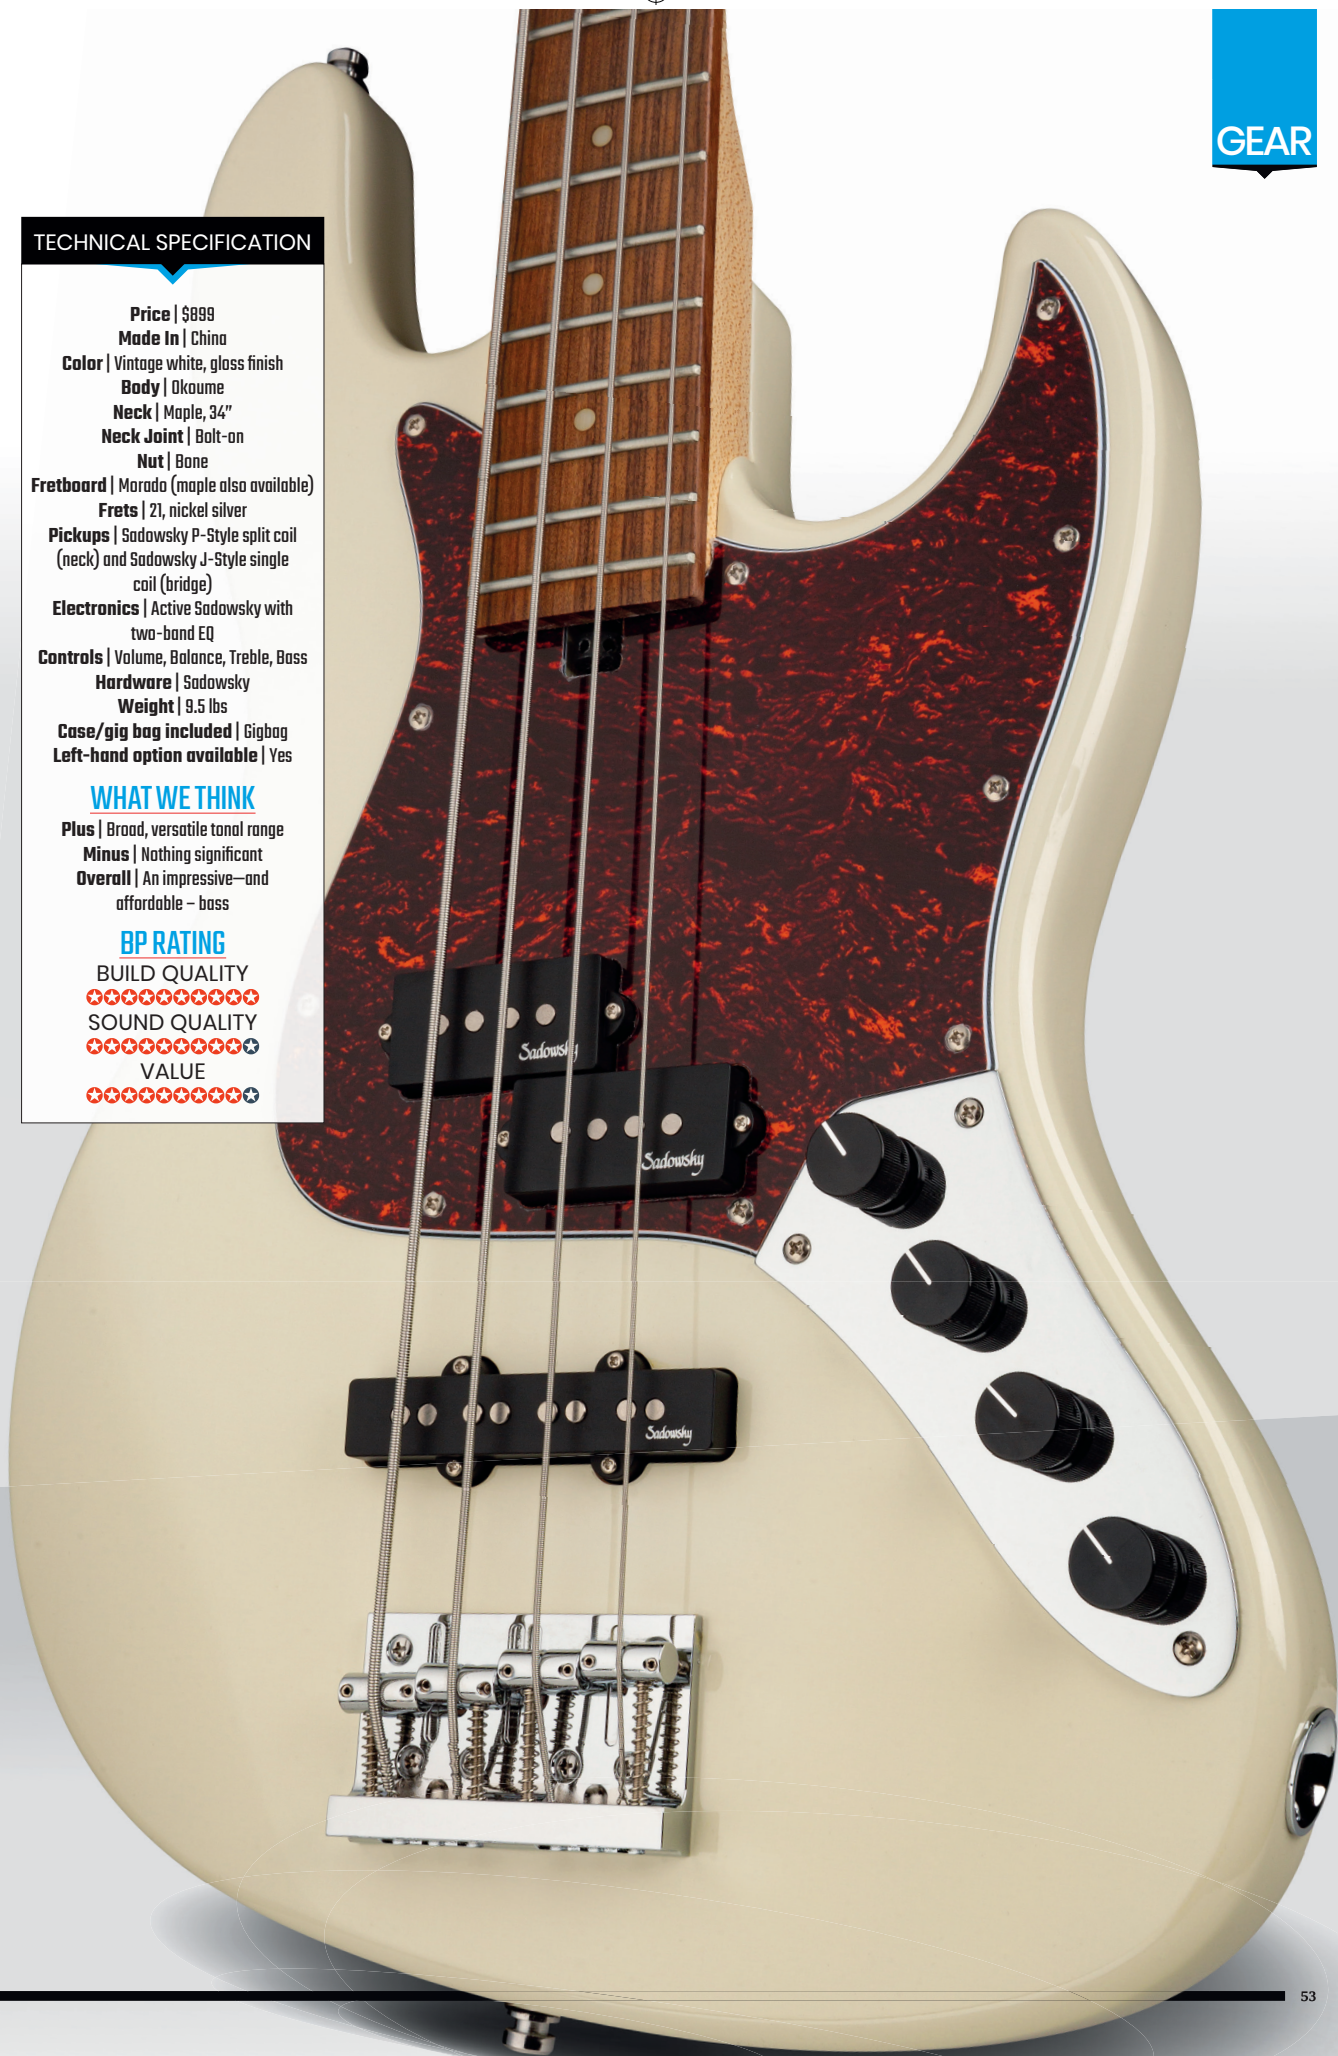 GEAR
TECHNICAL SPECIFICATION
Price | $899
Made In | China
Color | Vintage white, gloss finish
Body | Okoume
Neck | Maple, 34”
Neck Joint | Bolt-on
Nut | Bone
Fretboard | Morado (maple also available)
Frets | 21, nickel silver
Pickups | Sadowsky P-Style split coil
(neck) and Sadowsky J-Style single
coil (bridge)
Electronics | Active Sadowsky with
two-band EQ
Controls | Volume, Balance, Treble, Bass
Hardware | Sadowsky
Weight | 9.5 lbs
Case/gig bag included | Gigbag
Left-hand option available | Yes
WHAT WE THINK
Plus | Broad, versatile tonal range
Minus | Nothing significant
Overall | An impressive—and
affordable – bass
BP RATING
BUILD QUALITY
SOUND QUALITY
VALUE
Sadowsky
Sadowsky
Sadowsky
53